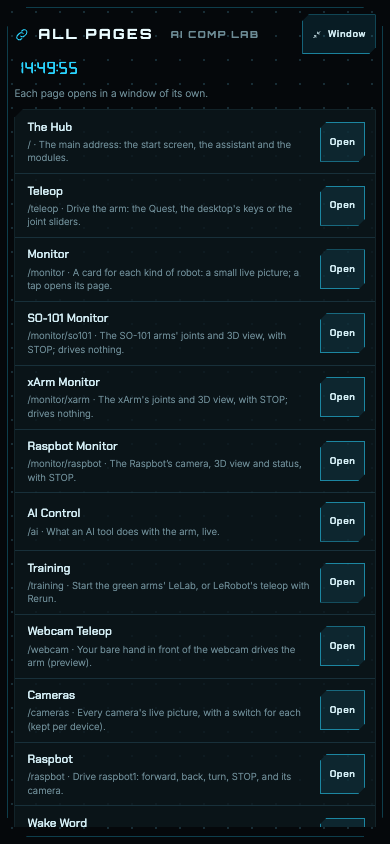 ALL PAGES AI COMP LAB Window
14:49:55
Each page opens in a window of its own.
The Hub
/ · The main address: the start screen, the assistant and the
modules.
Open
Teleop
/teleop · Drive the arm: the Quest, the desktop's keys or the
joint sliders.
Open
Monitor
/monitor · A card for each kind of robot: a small live picture; a
tap opens its page.
Open
SO-101 Monitor
/monitor/so101 · The SO-101 arms' joints and 3D view, with
STOP; drives nothing.
Open
xArm Monitor
/monitor/xarm · The xArm's joints and 3D view, with STOP;
drives nothing.
Open
Raspbot Monitor
/monitor/raspbot · The Raspbot's camera, 3D view and status,
with STOP.
Open
AI Control
/ai · What an AI tool does with the arm, live.
Open
Training
/training · Start the green arms' LeLab, or LeRobot's teleop with
Rerun.
Open
Webcam Teleop
/webcam · Your bare hand in front of the webcam drives the
arm (preview).
Open
Cameras
/cameras · Every camera's live picture, with a switch for each
(kept per device).
Open
Raspbot
/raspbot · Drive raspbot1: forward, back, turn, STOP, and its
camera.
Open
Wake Word